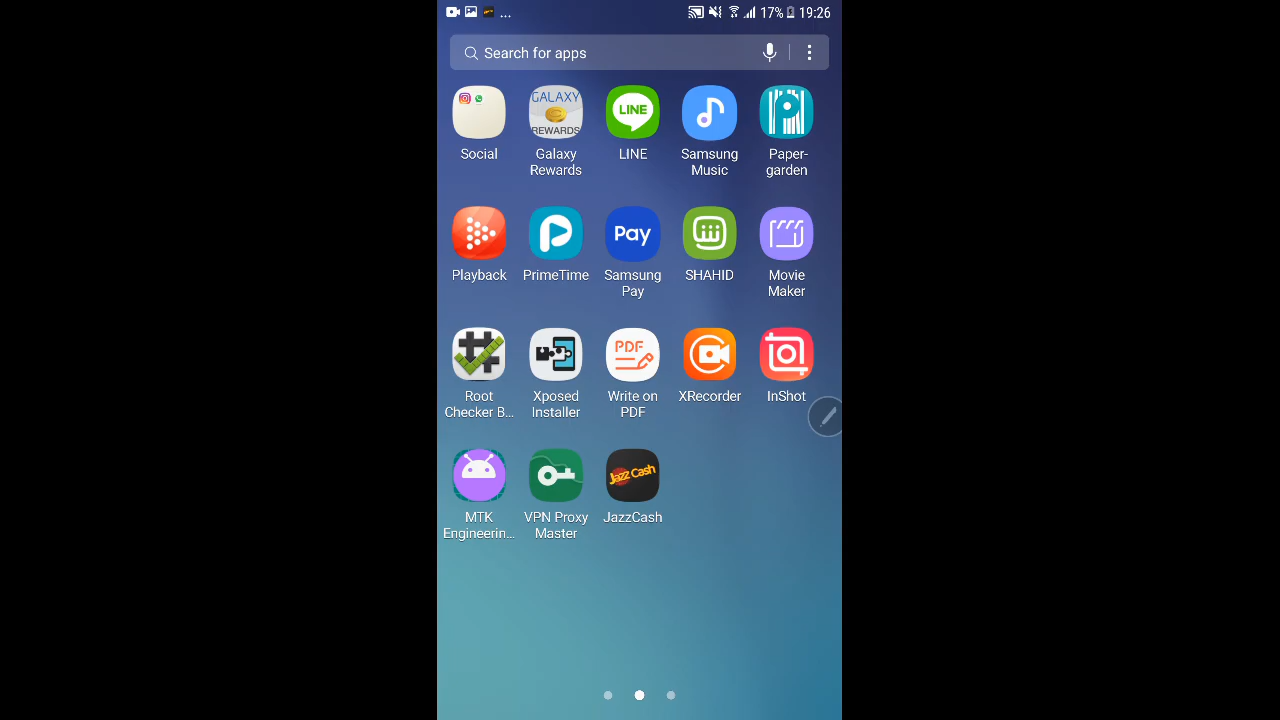 ... 17% 19:26
Search for apps
GALAXY
REWARDS
LINE
Social
Galaxy
Rewards
LINE
Samsung
Music
Paper-
garden
Pay
Playback
PrimeTime
Samsung
Pay
SHAHID
Movie
Maker
PDF
Root
Checker B...
Xposed
Installer
Write on
PDF
XRecorder
InShot
Jazz Cash
MTK
Engineerin...
VPN Proxy
Master
JazzCash